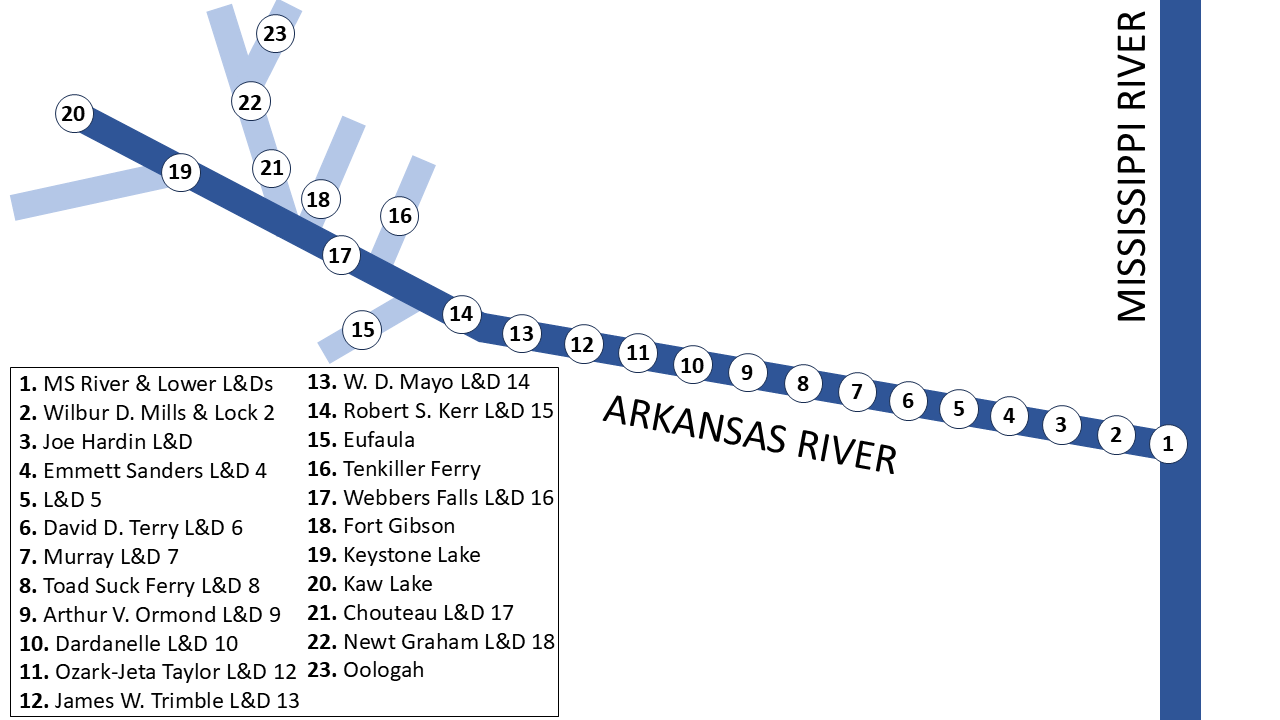 23
20
22
21
19
18
16
17
14
15
13
12
11
10
9
8
7
6
5
4
3
2
1
MISSISSIPPI RIVER
ARKANSAS RIVER
1. MS River & Lower L&Ds
2. Wilbur D. Mills & Lock 2
3. Joe Hardin L&D
4. Emmett Sanders L&D 4
5. L&D 5
6. David D. Terry L&D 6
7. Murray L&D 7
8. Toad Suck Ferry L&D 8
9. Arthur V. Ormond L&D 9
10. Dardanelle L&D 10
11. Ozark-Jeta Taylor L&D 12
12. James W. Trimble L&D 13
13. W. D. Mayo L&D 14
14. Robert S. Kerr L&D 15
15. Eufaula
16. Tenkiller Ferry
17. Webbers Falls L&D 16
18. Fort Gibson
19. Keystone Lake
20. Kaw Lake
21. Chouteau L&D 17
22. Newt Graham L&D 18
23. Oologah